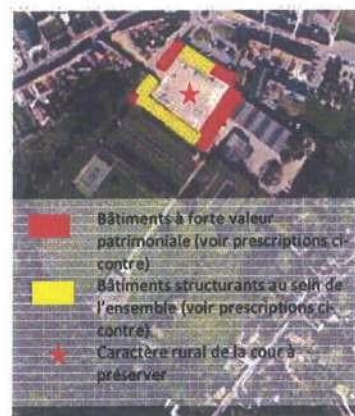 Bâtiments à forte valeur
patrimoniale (voir prescriptions ci-
contre)
Bâtiments structurants au sein de
l'ensemble (voir prescriptions ci-
contre)
Caractère rural de la cour à
préserver